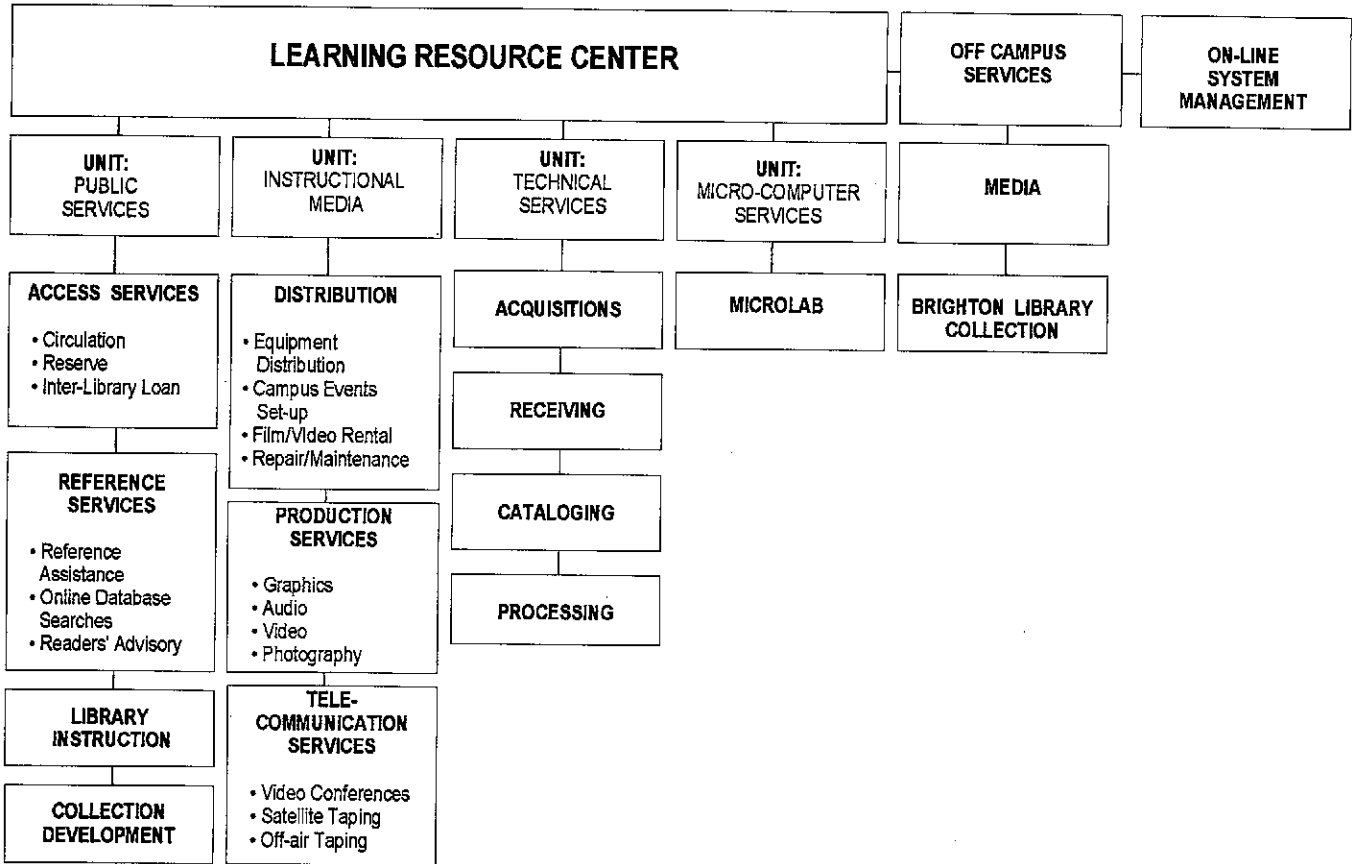 LEARNING RESOURCE CENTER
OFF CAMPUS
SERVICES
ON-LINE
SYSTEM
MANAGEMENT
UNIT:
PUBLIC
SERVICES
UNIT:
INSTRUCTIONAL
MEDIA
UNIT:
TECHNICAL
SERVICES
UNIT:
MICRO-COMPUTER
SERVICES
MEDIA
ACCESS SERVICES
• Circulation
• Reserve
• Inter-Library Loan
DISTRIBUTION
• Equipment
Distribution
• Campus Events
Set-up
• Film/Video Rental
• Repair/Maintenance
ACQUISITIONS
MICROLAB
BRIGHTON LIBRARY
COLLECTION
RECEIVING
REFERENCE
SERVICES
• Reference
Assistance
• Online Database
Searches
• Readers' Advisory
PRODUCTION
SERVICES
• Graphics
• Audio
• Video
• Photography
CATALOGING
PROCESSING
LIBRARY
INSTRUCTION
TELE-
COMMUNICATION
SERVICES
• Video Conferences
• Satellite Taping
• Off-air Taping
COLLECTION
DEVELOPMENT